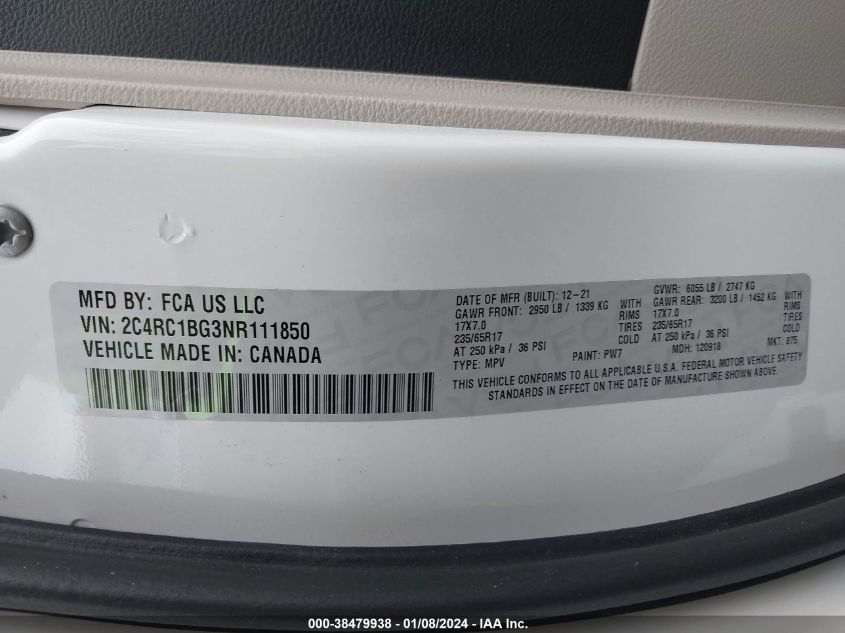 MFD BY: FCA US LLC
VIN: 2C4RC1BG3NR111850
VEHICLE MADE IN: CANADA
DATE OF MFR (BUILT): 12-21 GVWR: 6055 LB / 2747 KG
GAWR FRONT: 2950 LB / 1339 KG WITH GAWR REAR: 3200 LB / 1452 KG WITH
17X7.0 RIMS 17X7.0 RIMS
235/65R17 TIRES 235/65R17 TIRES
AT 250 kPa / 36 PSI COLD AT 250 kPa / 36 PSI COLD
TYPE: MPV PAINT: PW7 MDH: 120918 MKT: 875
THIS VEHICLE CONFORMS TO ALL APPLICABLE U.S.A. FEDERAL MOTOR VEHICLE SAFETY
STANDARDS IN EFFECT ON THE DATE OF MANUFACTURE SHOWN ABOVE.
000-38479938 - 01/08/2024 - IAA Inc.